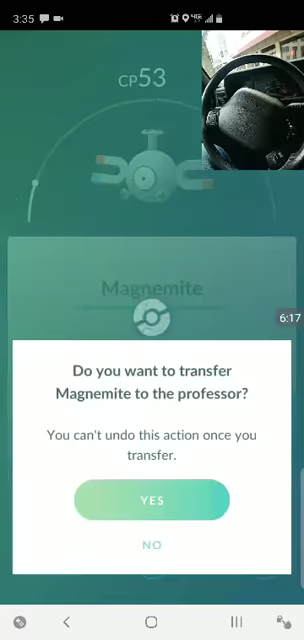 3:35
4G
CP53
Magnemite
6:17
Do you want to transfer
Magnemite to the professor?
You can't undo this action once you
transfer.
YES
NO